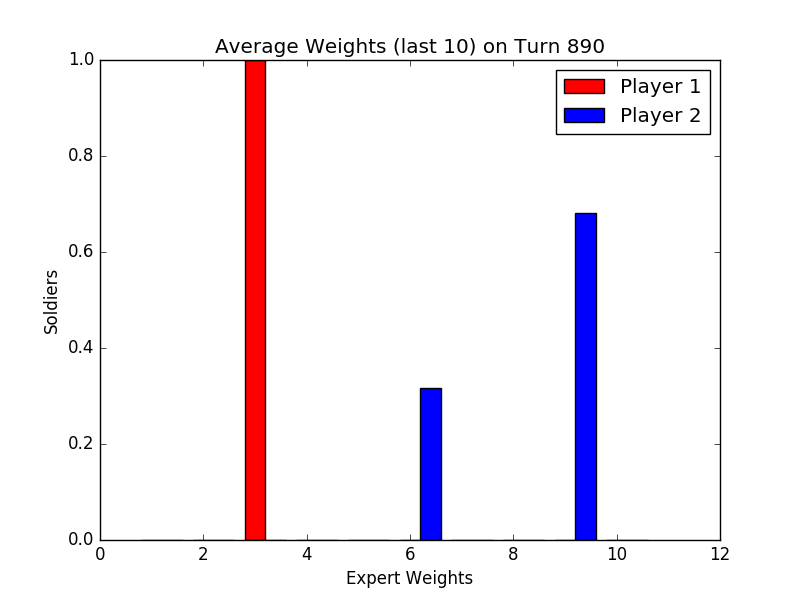 Average Weights (last 10) on Turn 890
Player 1
Player 2
1.0
0.8
0.6
0.4
0.2
0.0
Soldiers
0 2 4 6 8 10 12
Expert Weights